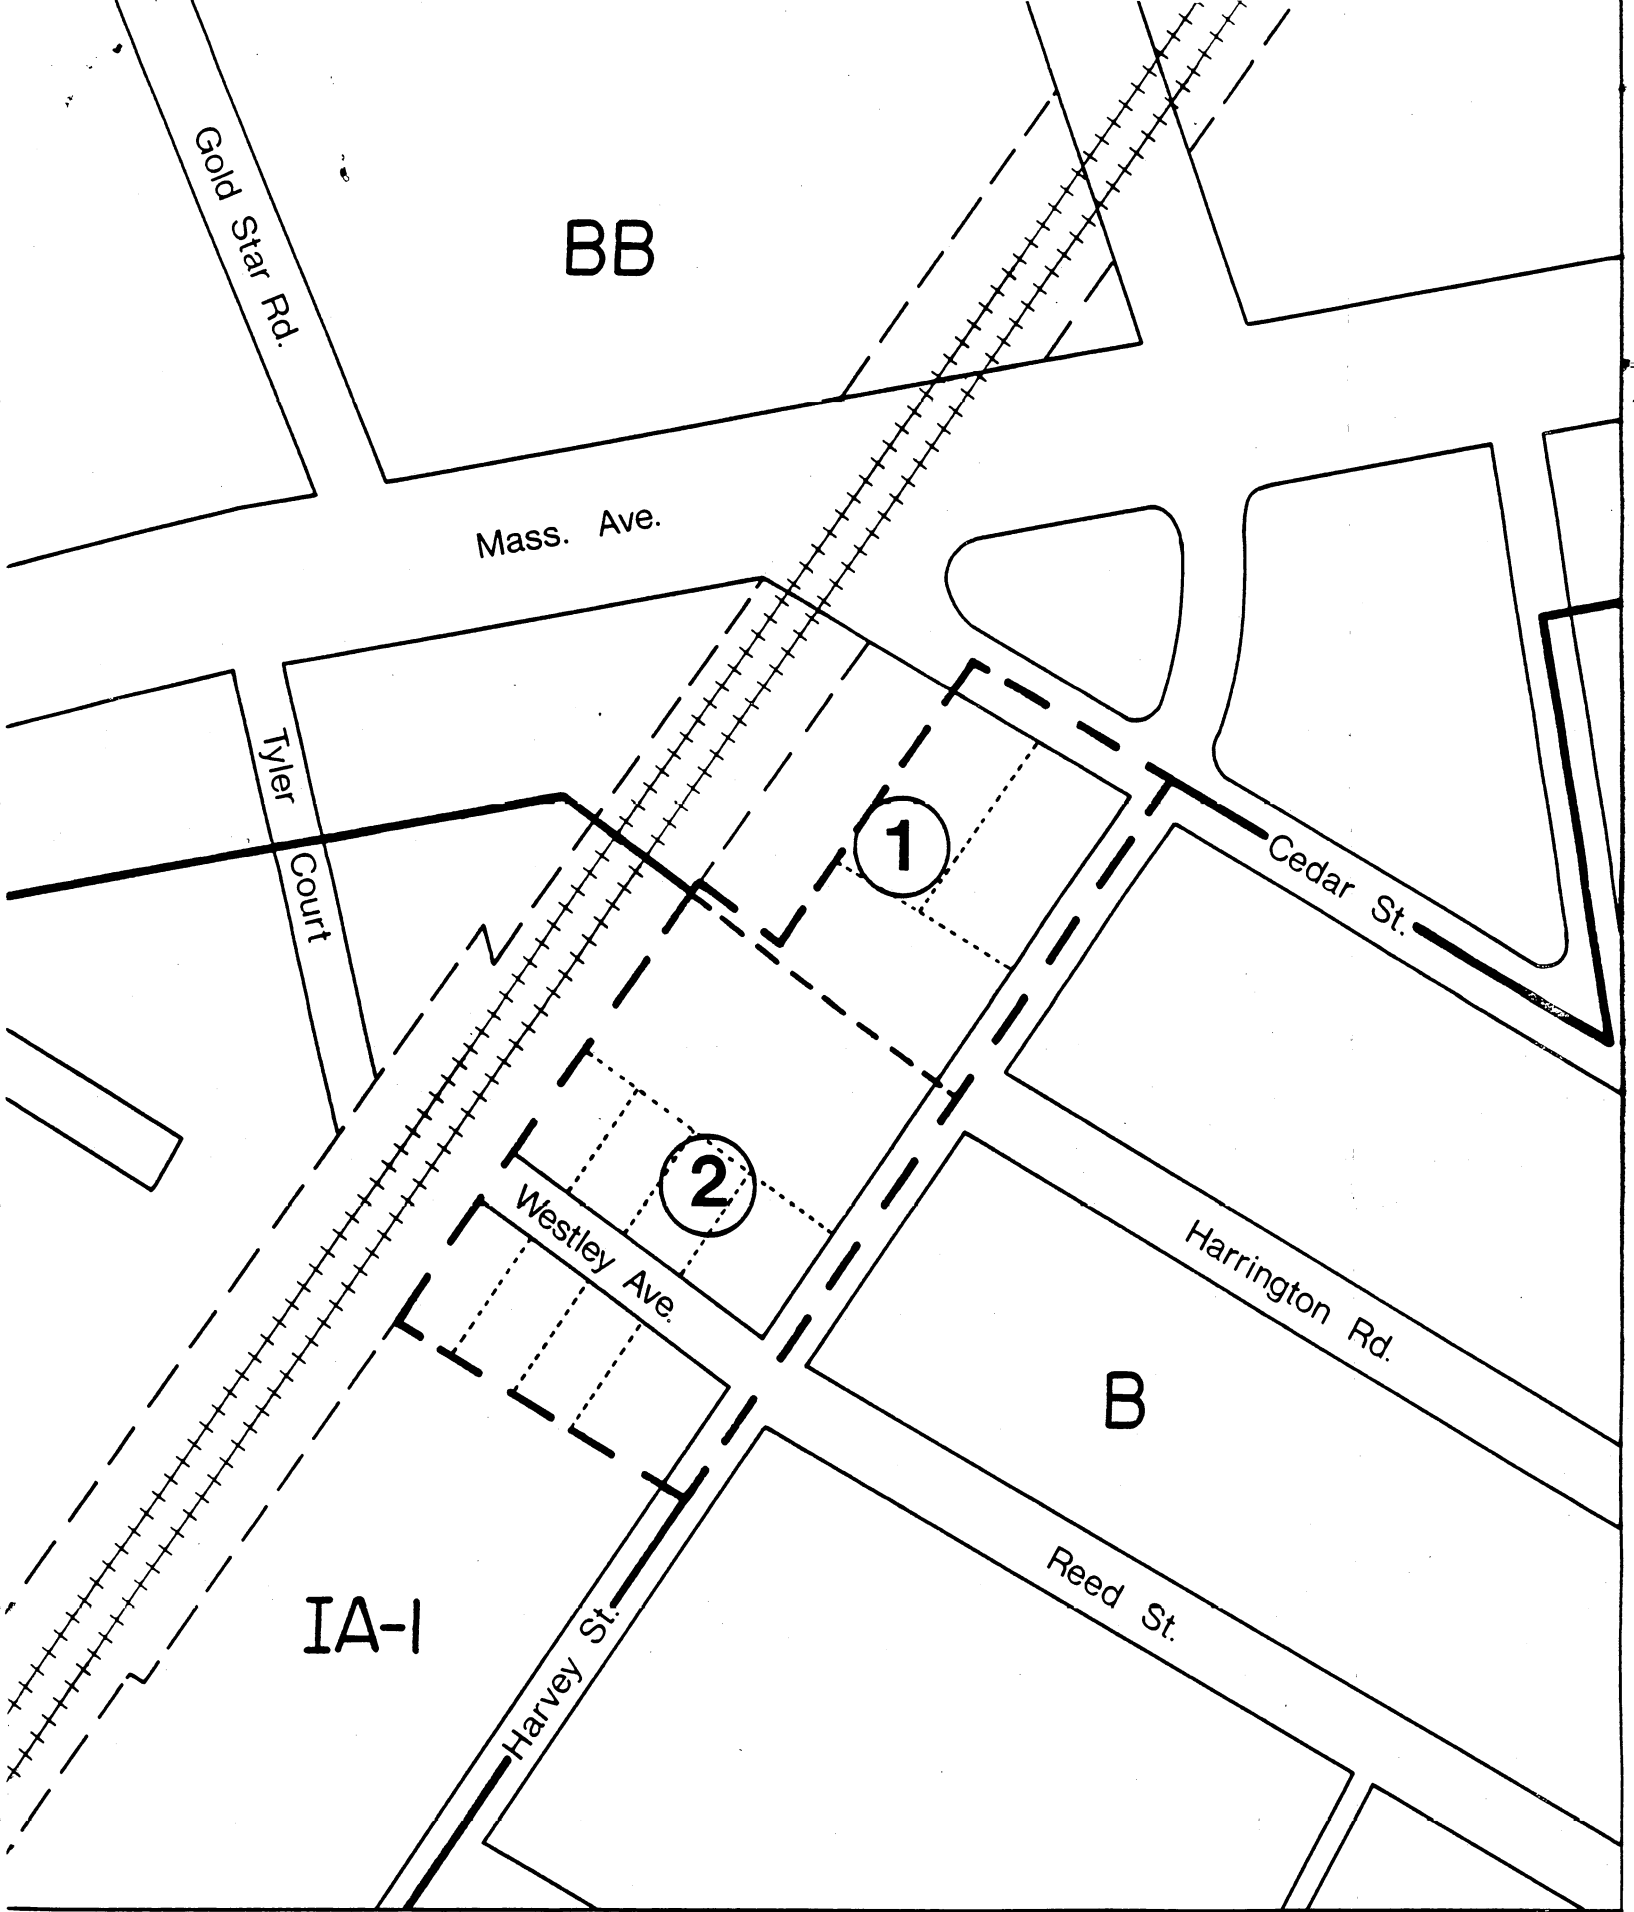 Gold Star Rd.
BB
Mass. Ave.
Tyler Court
1
Cedar St.
2
Westley Ave.
Harrington Rd.
B
Reed St.
IA-1
Harvey St.